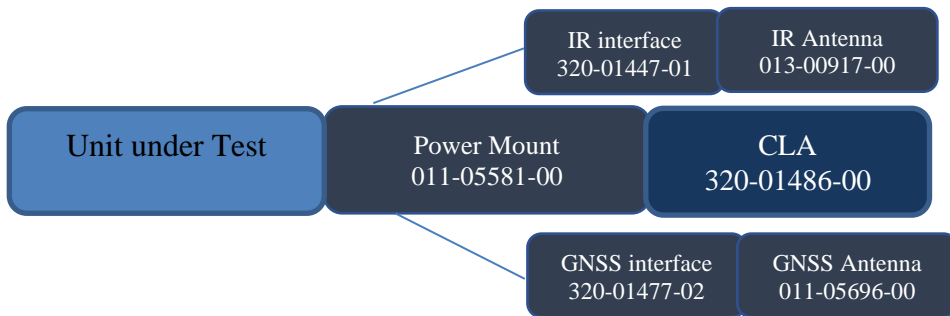 IR interface
320-01447-01
IR Antenna
013-00917-00
Unit under Test
Power Mount
011-05581-00
CLA
320-01486-00
GNSS interface
320-01477-02
GNSS Antenna
011-05696-00